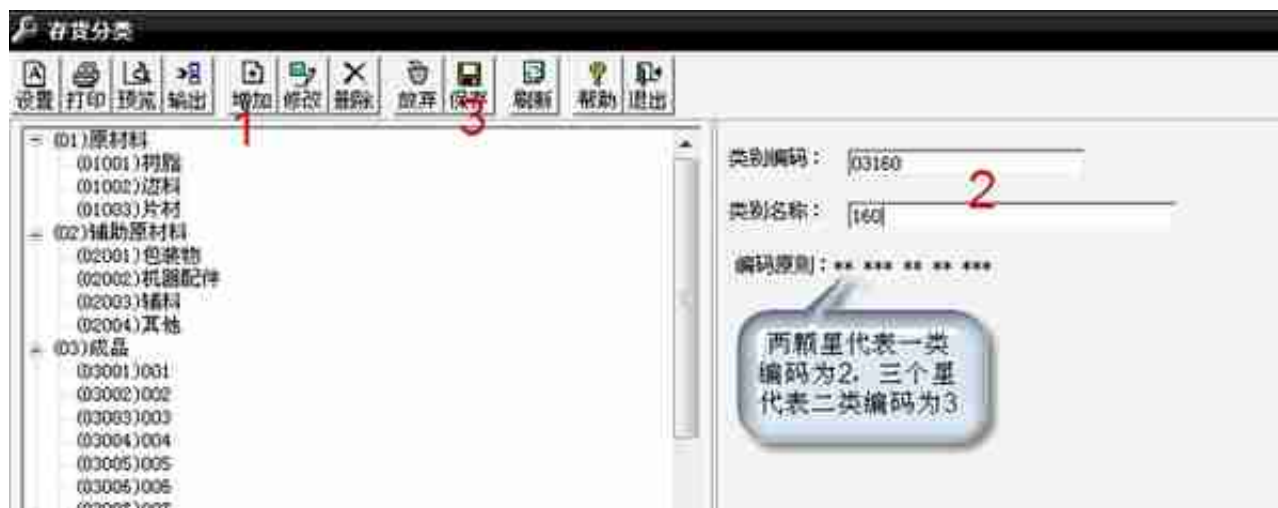 存货分类
设置 打印 预览 输出 增加 修改 删除 放弃 保存 刷新 帮助 退出
1
3
(01)原材料
(01001)树脂
(01002)边料
(01003)片材
(02)辅助原材料
(02001)包装物
(02002)机器配件
(02003)辅料
(02004)其他
(03)成品
(03001)001
(03002)002
(03003)003
(03004)004
(03005)005
(03006)006
类别编码： 03160
2
类别名称： 160
编码原则：** *** ** ** ***
两颗星代表一类
编码为2，三个星
代表二类编码为3